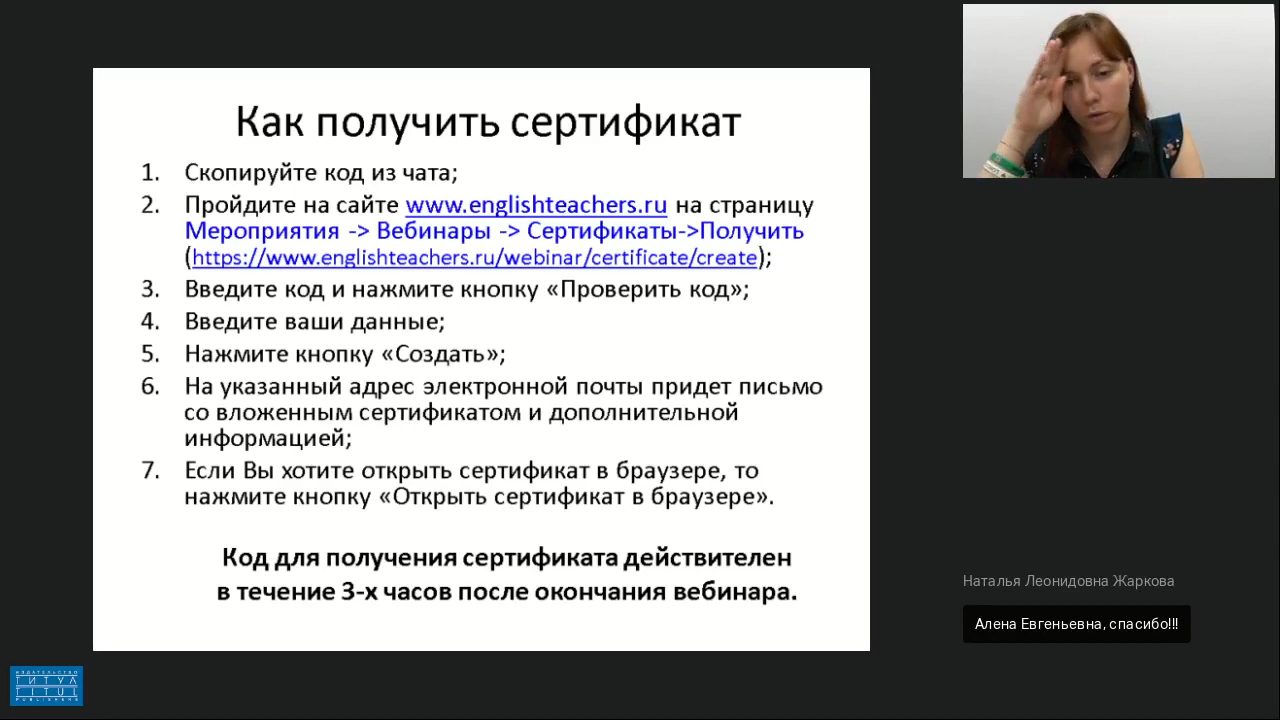 Как получить сертификат
1. Скопируйте код из чата;
2. Пройдите на сайте www.englishteachers.ru на страницу
Мероприятия -> Вебинары -> Сертификаты->Получить
(https://www.englishteachers.ru/webinar/certificate/create);
3. Введите код и нажмите кнопку «Проверить код»;
4. Введите ваши данные;
5. Нажмите кнопку «Создать»;
6. На указанный адрес электронной почты придет письмо
со вложенным сертификатом и дополнительной
информацией;
7. Если Вы хотите открыть сертификат в браузере, то
нажмите кнопку «Открыть сертификат в браузере».
Код для получения сертификата действителен
в течение 3-х часов после окончания вебинара.
Наталья Леонидовна Жаркова
Алена Евгеньевна, спасибо!!!
ИЗДАТЕЛЬСТВО
ТИТУЛ
TITUL
PUBLISHERS